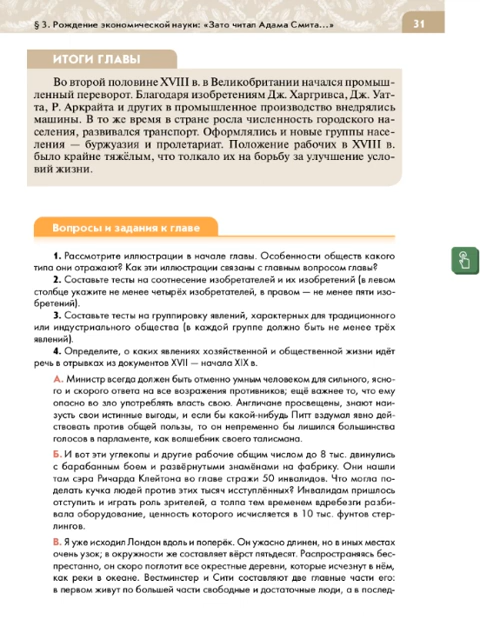 § 3. Рождение экономической науки: «Зато читал Адама Смита...»
31
ИТОГИ ГЛАВЫ
Во второй половине XVIII в. в Великобритании начался промыш-
ленный переворот. Благодаря изобретениям Дж. Харгривса, Дж. Уат-
та, Р. Аркрайта и других в промышленное производство внедрялись
машины. В то же время в стране росла численность городского на-
селения, развивался транспорт. Оформлялись и новые группы насе-
ления — буржуазия и пролетариат. Положение рабочих в XVIII в.
было крайне тяжёлым, что толкало их на борьбу за улучшение усло-
вий жизни.
Вопросы и задания к главе
1. Рассмотрите иллюстрации в начале главы. Особенности обществ какого
типа они отражают? Как эти иллюстрации связаны с главным вопросом главы?
2. Составьте тесты на соотнесение изобретателей и их изобретений (в левом
столбце укажите не менее четырёх изобретателей, в правом — не менее пяти изо-
бретений).
3. Составьте тесты на группировку явлений, характерных для традиционного
или индустриального общества (в каждой группе должно быть не менее трёх
явлений).
4. Определите, о каких явлениях хозяйственной и общественной жизни идёт
речь в отрывках из документов XVII — начала XIX в.
А. Министр всегда должен быть отменно умным человеком для сильного, ясно-
го и скорого ответа на все возражения противников; ещё важнее то, что ему
опасно во зло употреблять власть свою. Англичане просвещены, знают наи-
зусть свои истинные выгоды, и если бы какой-нибудь Питт вздумал явно дей-
ствовать против общей пользы, то он непременно бы лишился большинства
голосов в парламенте, как волшебник своего талисмана.
Б. И вот эти углекопы и другие рабочие общим числом до 8 тыс. двинулись
с барабанным боем и развёрнутыми знамёнами на фабрику. Они нашли
там сэра Ричарда Клейтона во главе стражи 50 инвалидов. Что могла по-
делать кучка людей против этих тысяч исступлённых? Инвалидам пришлось
отступить и играть роль зрителей, а толпа тем временем вдребезги разби-
вала оборудование, ценность которого исчисляется в 10 тыс. фунтов стер-
лингов.
В. Я уже исходил Лондон вдоль и поперёк. Он ужасно длинен, но в иных местах
очень узок; в окружности же составляет вёрст пятьдесят. Распространяясь бес-
престанно, он скоро поглотит все окрестные деревни, которые исчезнут в нём,
как реки в океане. Вестминстер и Сити составляют две главные части его:
в первом живут по большей части свободные и достаточные люди, а в послед-